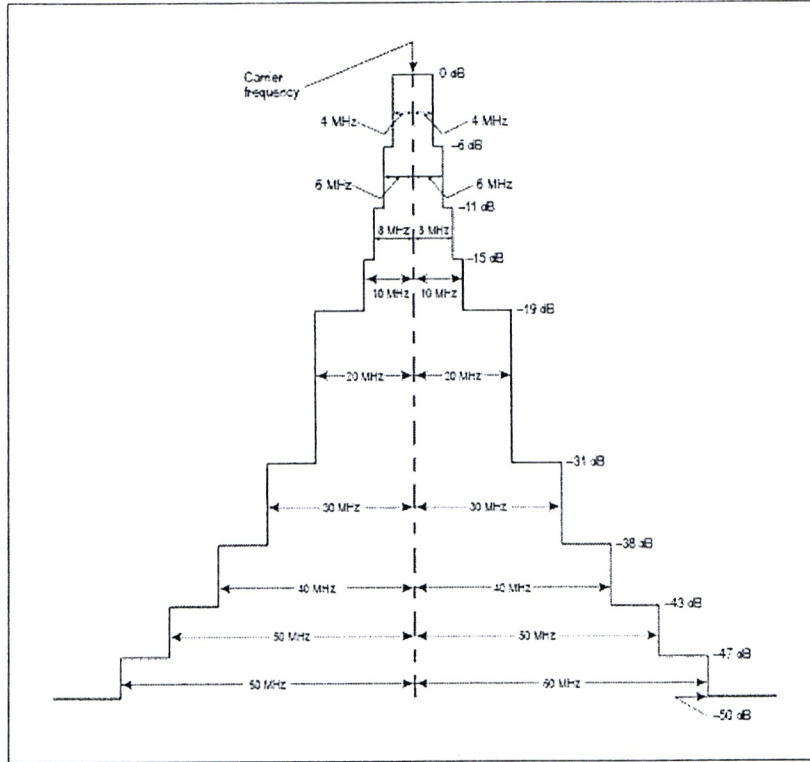 Carrier
frequency
0 dB
4 MHz 4 MHz
–6 dB
6 MHz 6 MHz
–11 dB
8 MHz 8 MHz
–15 dB
10 MHz 10 MHz
–19 dB
20 MHz 20 MHz
–31 dB
30 MHz 30 MHz
–38 dB
40 MHz 40 MHz
–43 dB
50 MHz 50 MHz
–47 dB
60 MHz 60 MHz
–50 dB